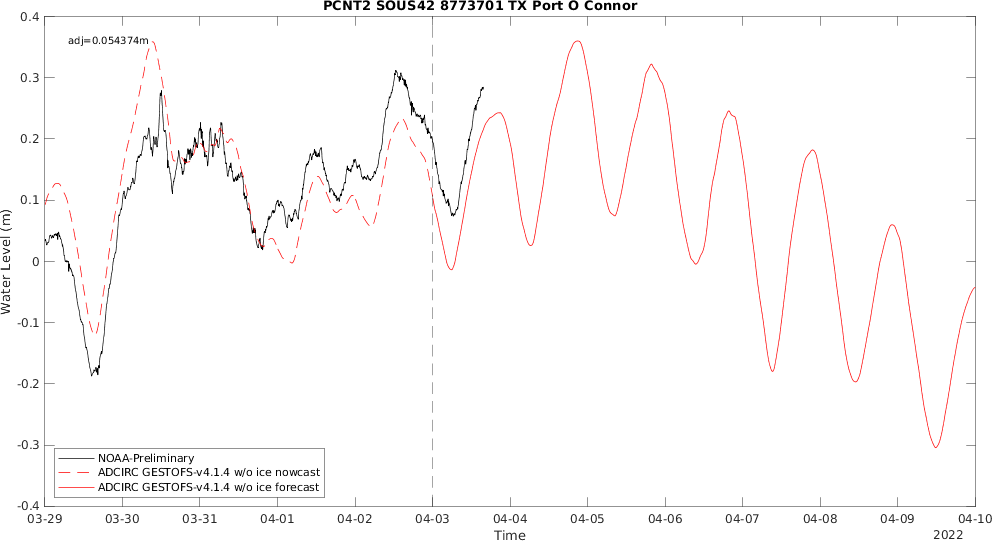 PCNT2 SOUS42 8773701 TX Port O Connor
adj=0.054374m
0.4
0.3
0.2
0.1
0
-0.1
-0.2
-0.3
-0.4
Water Level (m)
NOAA-Preliminary
ADCIRC GESTOFS-v4.1.4 w/o ice nowcast
ADCIRC GESTOFS-v4.1.4 w/o ice forecast
03-29 03-30 03-31 04-01 04-02 04-03 04-04 04-05 04-06 04-07 04-08 04-09 04-10
Time
2022